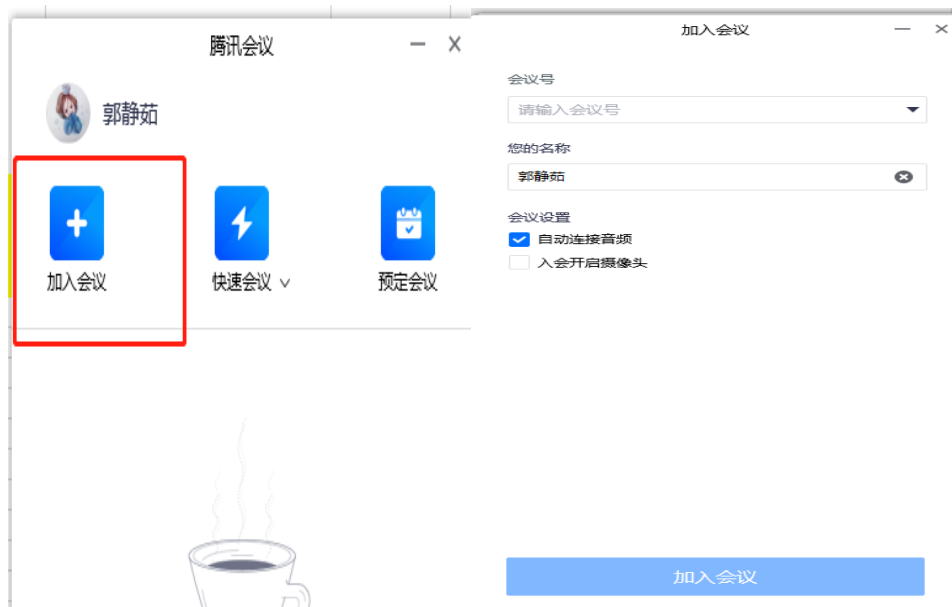 腾讯会议
郭静茹
加入会议
快速会议
预定会议
加入会议
会议号
请输入会议号
您的名称
郭静茹
会议设置
自动连接音频
入会开启摄像头
加入会议